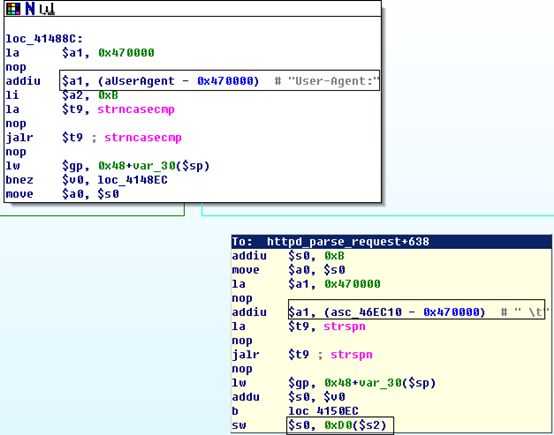 loc_41488C:
la $a1, 0x470000
nop
addiu $a1, (aUserAgent - 0x470000) # "User-Agent:"
li $a2, 0xB
la $t9, strncasecmp
nop
jalr $t9 ; strncasecmp
nop
lw $gp, 0x48+var_30($sp)
bnez $v0, loc_4148EC
move $a0, $s0
To: httpd_parse_request+638
addiu $s0, 0xB
move $a0, $s0
la $a1, 0x470000
nop
addiu $a1, (asc_46EC10 - 0x470000) # " \t"
la $t9, strspn
nop
jalr $t9 ; strspn
nop
lw $gp, 0x48+var_30($sp)
addu $s0, $v0
b loc_4150EC
sw $s0, 0xD0($s2)